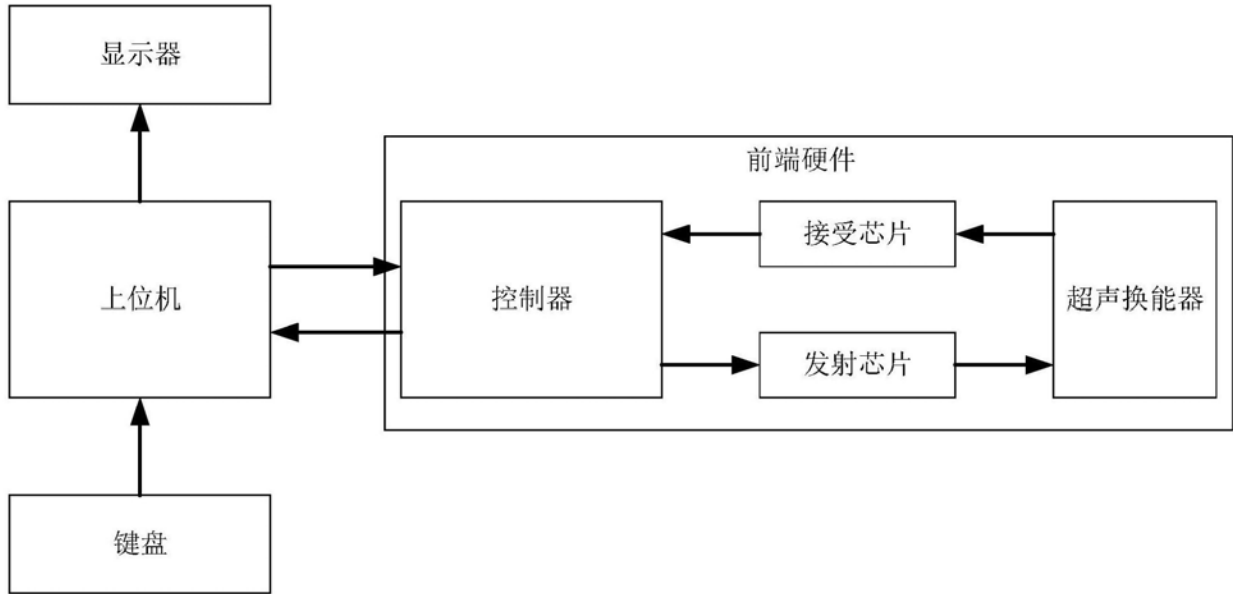 显示器
前端硬件
接受芯片
上位机
控制器
超声换能器
发射芯片
键盘